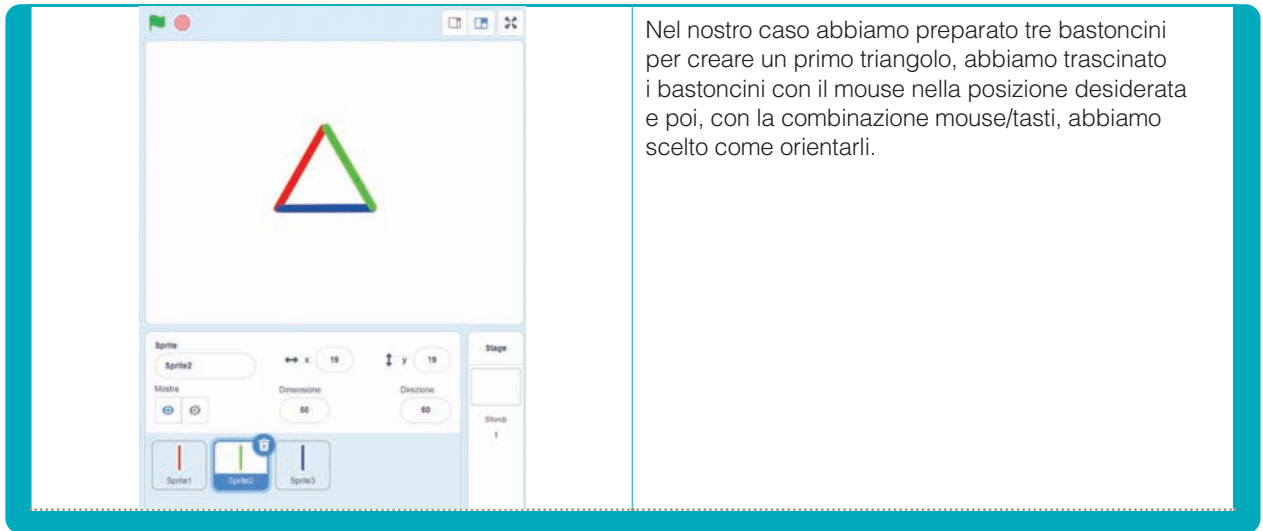 Nel nostro caso abbiamo preparato tre bastoncini
per creare un primo triangolo, abbiamo trascinato
i bastoncini con il mouse nella posizione desiderata
e poi, con la combinazione mouse/tasti, abbiamo
scelto come orientarli.
Sprite
Sprite2
x 19
y 19
Mostra
Dimensione
60
Direzione
60
Sprite1
Sprite2
Sprite3
Stage
Sfondi
1